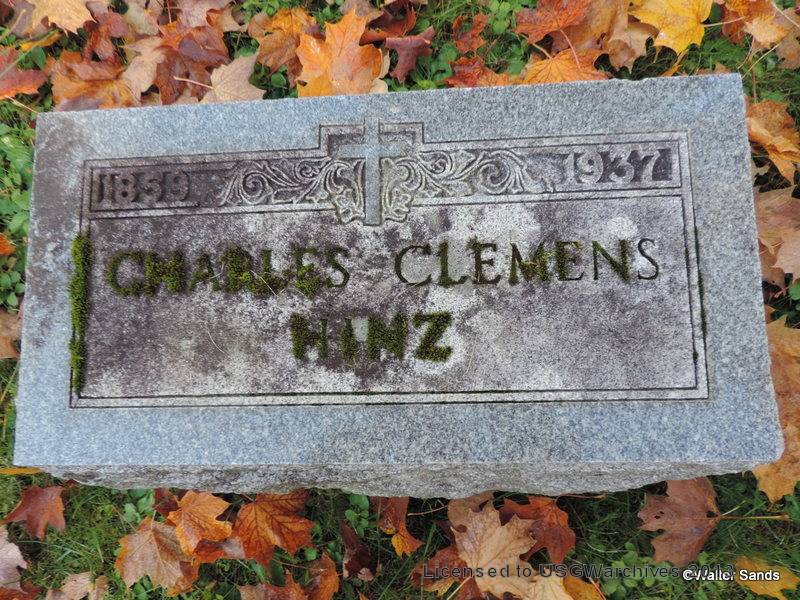 1859 1937
CHARLES CLEMENS
HINZ
Licensed to USGWarchives 2013
©Walter Sands